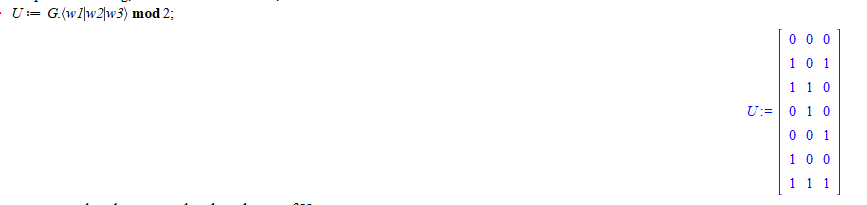 U := G.⟨w1|w2|w3⟩ mod 2;
0 0 0
1 0 1
1 1 0
U := 0 1 0
0 0 1
1 0 0
1 1 1